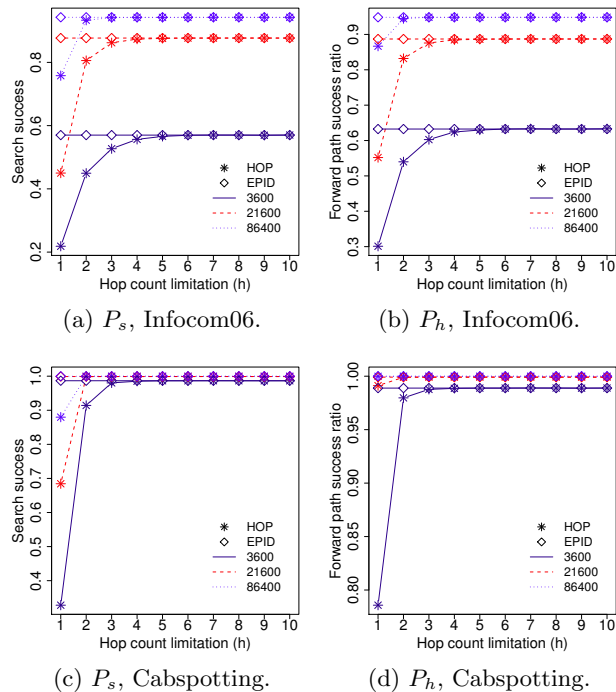 Search success
0.2 0.4 0.6 0.8
HOP
EPID
3600
21600
86400
1 2 3 4 5 6 7 8 9 10
Hop count limitation (h)
(a) P_s, Infocom06.
Forward path success ratio
0.3 0.4 0.5 0.6 0.7 0.8 0.9
HOP
EPID
3600
21600
86400
1 2 3 4 5 6 7 8 9 10
Hop count limitation (h)
(b) P_h, Infocom06.
Search success
0.4 0.5 0.6 0.7 0.8 0.9 1.0
HOP
EPID
3600
21600
86400
1 2 3 4 5 6 7 8 9 10
Hop count limitation (h)
(c) P_s, Cabspotting.
Forward path success ratio
0.80 0.85 0.90 0.95 1.00
HOP
EPID
3600
21600
86400
1 2 3 4 5 6 7 8 9 10
Hop count limitation (h)
(d) P_h, Cabspotting.